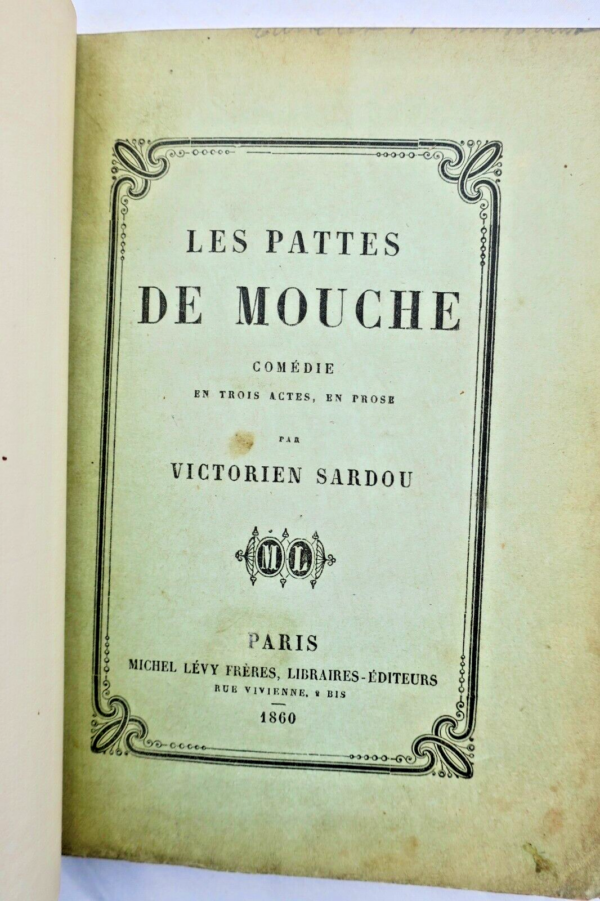 LES PATTES
DE MOUCHE
COMÉDIE
EN TROIS ACTES, EN PROSE
PAR
VICTORIEN SARDOU
ML
PARIS
MICHEL LÉVY FRÈRES, LIBRAIRES-ÉDITEURS
RUE VIVIENNE, 2 BIS
1860